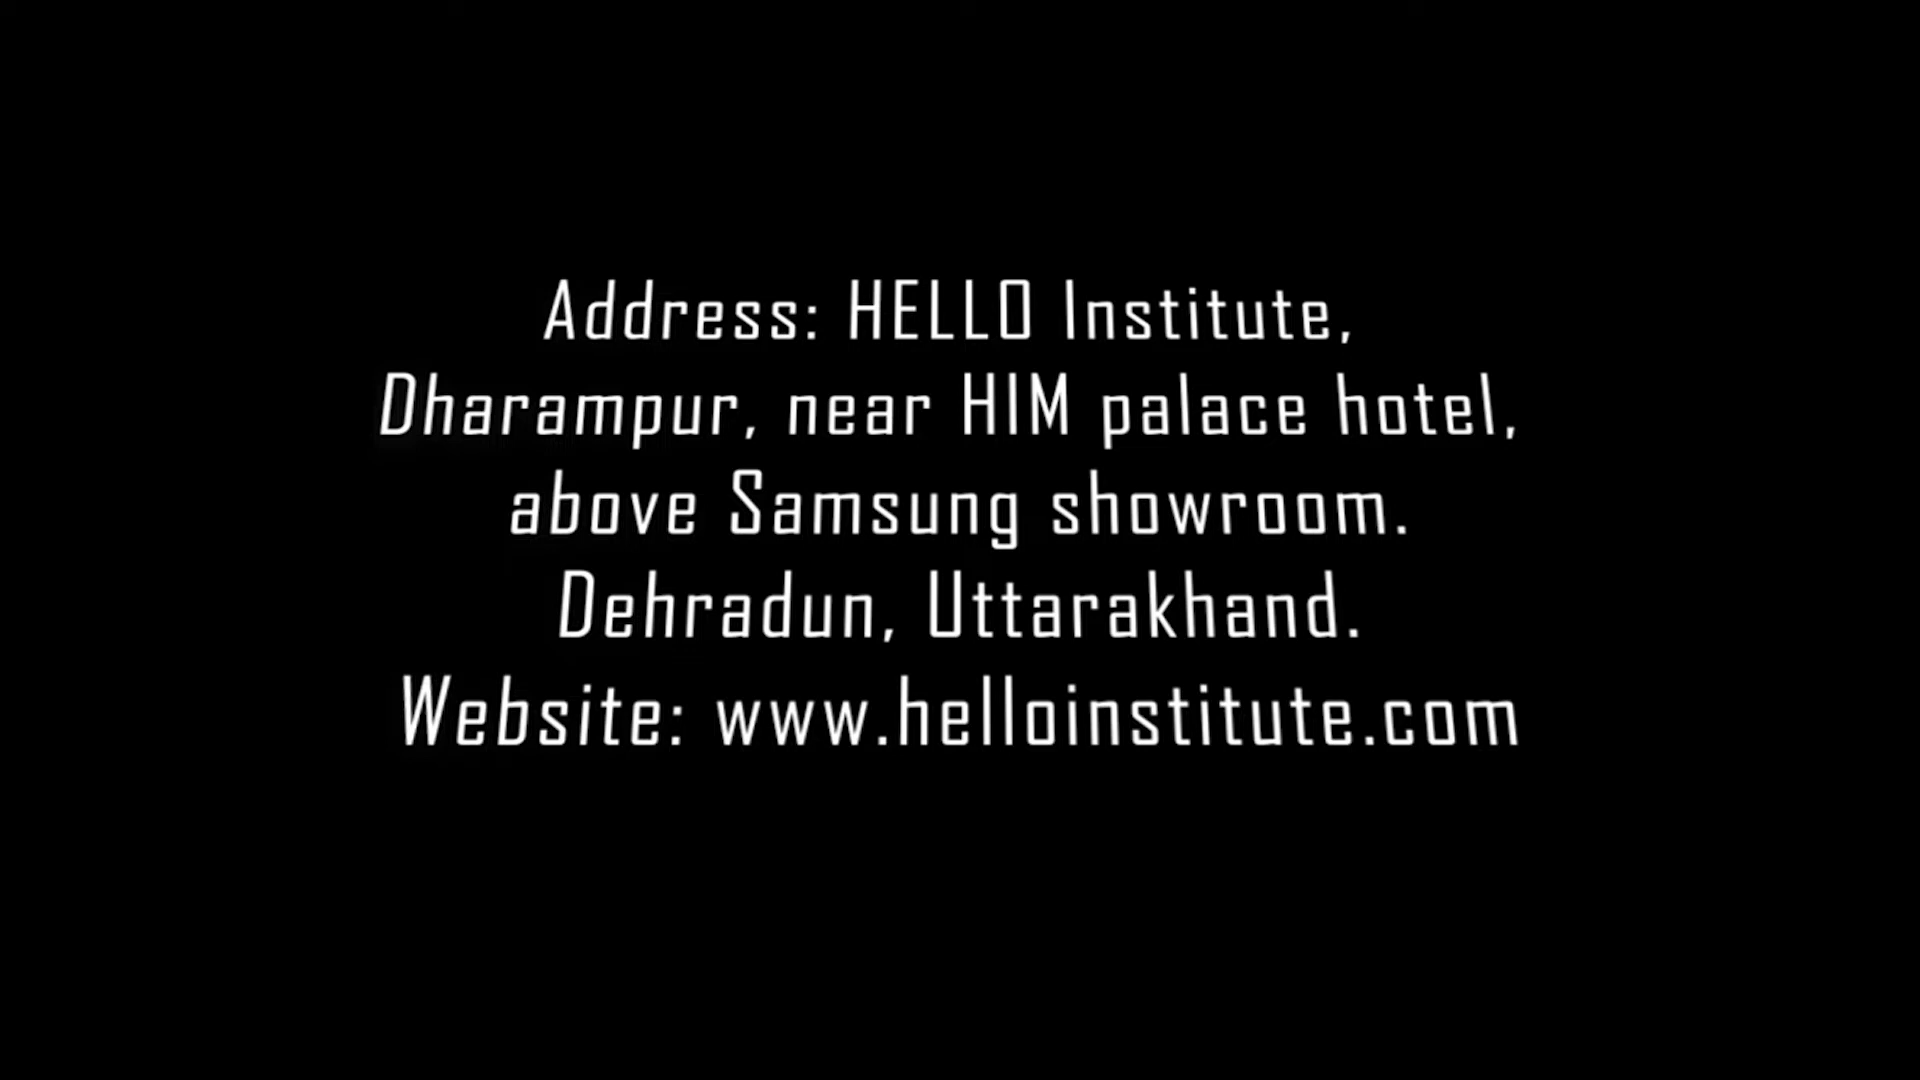 Address: HELLO Institute,
Dharampur, near HIM palace hotel,
above Samsung showroom.
Dehradun, Uttarakhand.
Website: www.helloinstitute.com